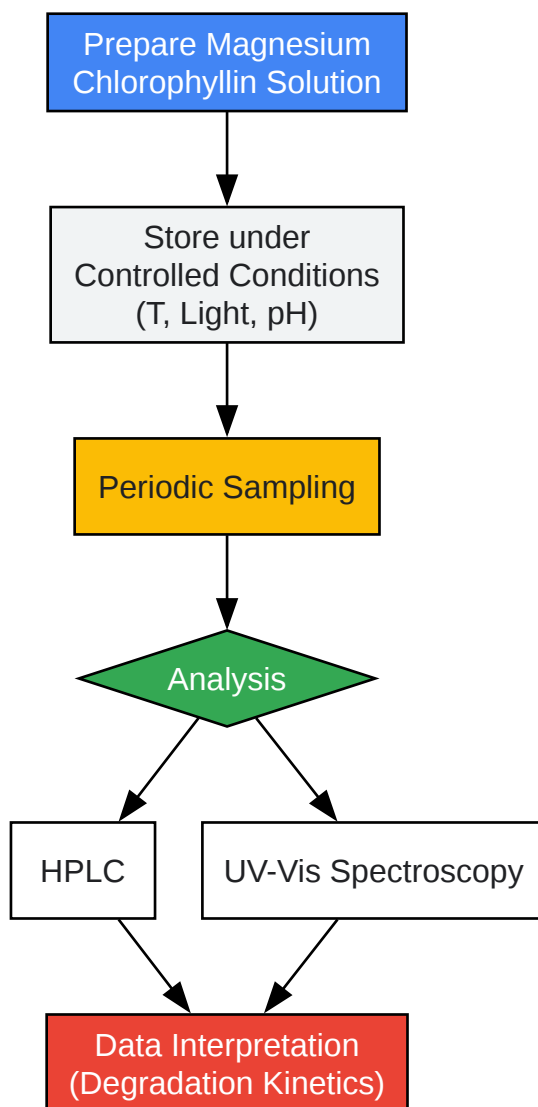 Prepare Magnesium
Chlorophyllin Solution
Store under
Controlled Conditions
(T, Light, pH)
Periodic Sampling
Analysis
HPLC
UV-Vis Spectroscopy
Data Interpretation
(Degradation Kinetics)